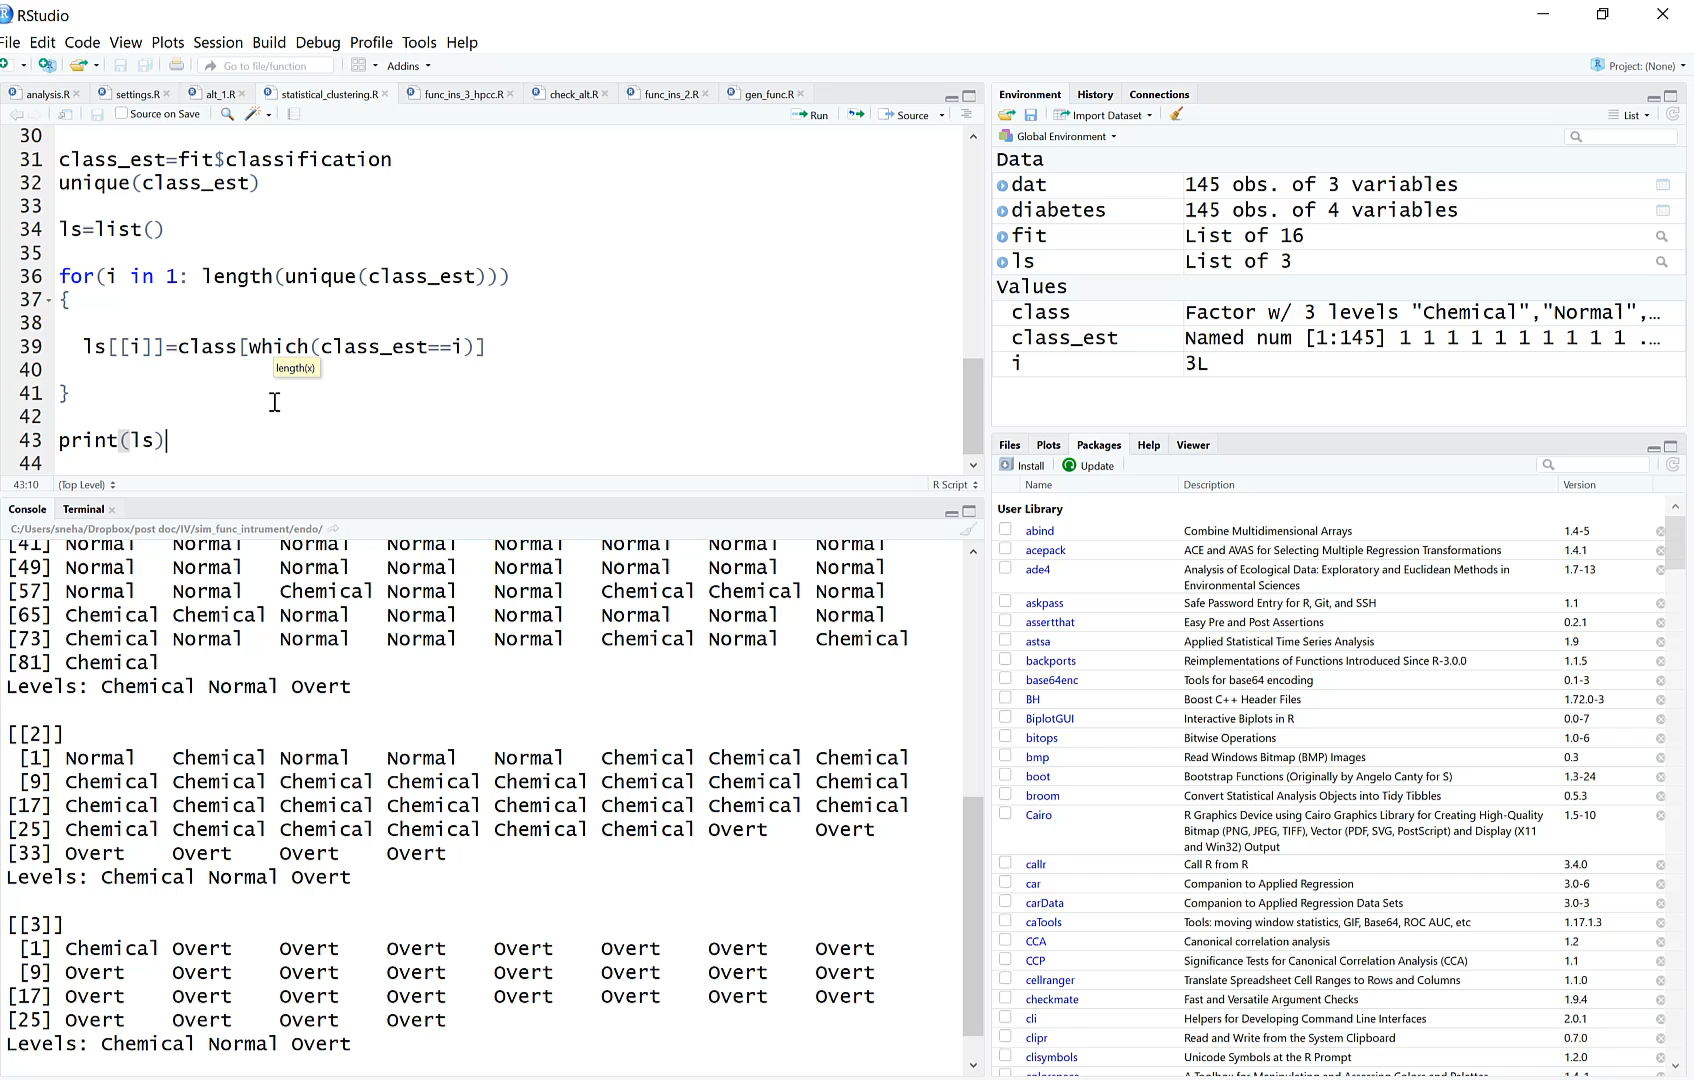 RStudio
File Edit Code View Plots Session Build Debug Profile Tools Help
Go to file/function Addins Project: (None)
analysis.R settings.R alt_1.R statistical_clustering.R func_ins_3_hpcc.R check_alt.R func_ins_2.R gen_func.R
Source on Save Run Source
30
31 class_est=fit$classification
32 unique(class_est)
33
34 ls=list()
35
36 for(i in 1: length(unique(class_est)))
37 {
38
39 ls[[i]]=class[which(class_est==i)]
length(x)
40
41 }
42
43 print(ls)
44
43:10 (Top Level) R Script
Console Terminal
C:/Users/sneha/Dropbox/post doc/IV/sim_func_intrument/endo/
[41] Normal Normal Normal Normal Normal Normal Normal Normal
[49] Normal Normal Normal Normal Normal Normal Normal Normal
[57] Normal Normal Chemical Normal Normal Chemical Chemical Normal
[65] Chemical Chemical Normal Normal Normal Normal Normal Normal
[73] Chemical Normal Normal Normal Normal Chemical Normal Chemical
[81] Chemical
Levels: Chemical Normal Overt
[[2]]
[1] Normal Chemical Normal Normal Normal Chemical Chemical Chemical
[9] Chemical Chemical Chemical Chemical Chemical Chemical Chemical Chemical
[17] Chemical Chemical Chemical Chemical Chemical Chemical Chemical Chemical
[25] Chemical Chemical Chemical Chemical Chemical Chemical Overt Overt
[33] Overt Overt Overt Overt
Levels: Chemical Normal Overt
[[3]]
[1] Chemical Overt Overt Overt Overt Overt Overt Overt
[9] Overt Overt Overt Overt Overt Overt Overt Overt
[17] Overt Overt Overt Overt Overt Overt Overt Overt
[25] Overt Overt Overt Overt
Levels: Chemical Normal Overt
Environment History Connections
Import Dataset List
Global Environment
Data
dat 145 obs. of 3 variables
diabetes 145 obs. of 4 variables
fit List of 16
ls List of 3
Values
class Factor w/ 3 levels "Chemical","Normal",…
class_est Named num [1:145] 1 1 1 1 1 1 1 1 1 1 .…
i 3L
Files Plots Packages Help Viewer
Install Update
Name Description Version
User Library
abind Combine Multidimensional Arrays 1.4-5
acepack ACE and AVAS for Selecting Multiple Regression Transformations 1.4.1
ade4 Analysis of Ecological Data: Exploratory and Euclidean Methods in 1.7-13
Environmental Sciences
askpass Safe Password Entry for R, Git, and SSH 1.1
assertthat Easy Pre and Post Assertions 0.2.1
astsa Applied Statistical Time Series Analysis 1.9
backports Reimplementations of Functions Introduced Since R-3.0.0 1.1.5
base64enc Tools for base64 encoding 0.1-3
BH Boost C++ Header Files 1.72.0-3
BiplotGUI Interactive Biplots in R 0.0-7
bitops Bitwise Operations 1.0-6
bmp Read Windows Bitmap (BMP) Images 0.3
boot Bootstrap Functions (Originally by Angelo Canty for S) 1.3-24
broom Convert Statistical Analysis Objects into Tidy Tibbles 0.5.3
Cairo R Graphics Device using Cairo Graphics Library for Creating High-Quality 1.5-10
Bitmap (PNG, JPEG, TIFF), Vector (PDF, SVG, PostScript) and Display (X11
and Win32) Output
callr Call R from R 3.4.0
car Companion to Applied Regression 3.0-6
carData Companion to Applied Regression Data Sets 3.0-3
caTools Tools: moving window statistics, GIF, Base64, ROC AUC, etc 1.17.1.3
CCA Canonical correlation analysis 1.2
CCP Significance Tests for Canonical Correlation Analysis (CCA) 1.1
cellranger Translate Spreadsheet Cell Ranges to Rows and Columns 1.1.0
checkmate Fast and Versatile Argument Checks 1.9.4
cli Helpers for Developing Command Line Interfaces 2.0.1
clipr Read and Write from the System Clipboard 0.7.0
clisymbols Unicode Symbols at the R Prompt 1.2.0